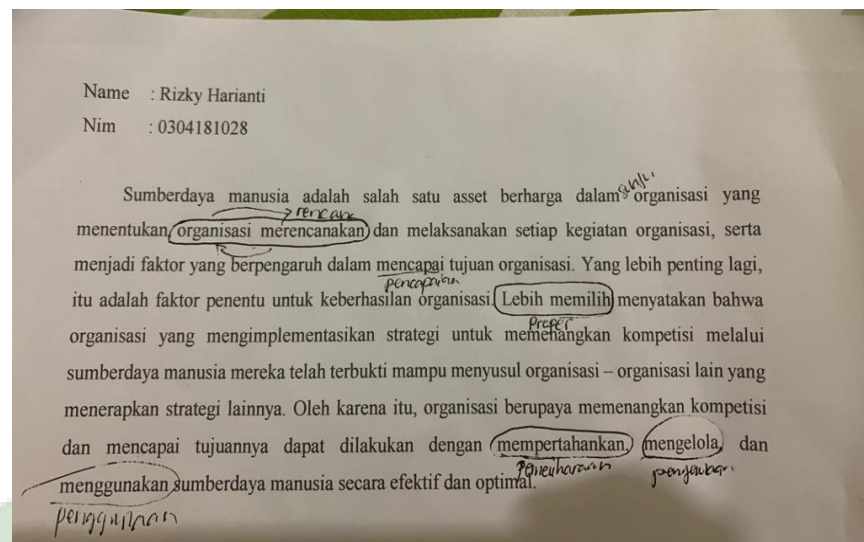 Name : Rizky Harianti
Nim : 0304181028
Sumberdaya manusia adalah salah satu asset berharga dalam organisasi yang
rencana
menentukan organisasi merencanakan dan melaksanakan setiap kegiatan organisasi, serta
menjadi faktor yang berpengaruh dalam mencapai tujuan organisasi. Yang lebih penting lagi,
pencapaian
itu adalah faktor penentu untuk keberhasilan organisasi. Lebih memilih menyatakan bahwa
Prefer
organisasi yang mengimplementasikan strategi untuk memenangkan kompetisi melalui
sumberdaya manusia mereka telah terbukti mampu menyusul organisasi – organisasi lain yang
menerapkan strategi lainnya. Oleh karena itu, organisasi berupaya memenangkan kompetisi
dan mencapai tujuannya dapat dilakukan dengan mempertahankan, mengelola, dan
menggunakan sumberdaya manusia secara efektif dan optimal.
penggunaan